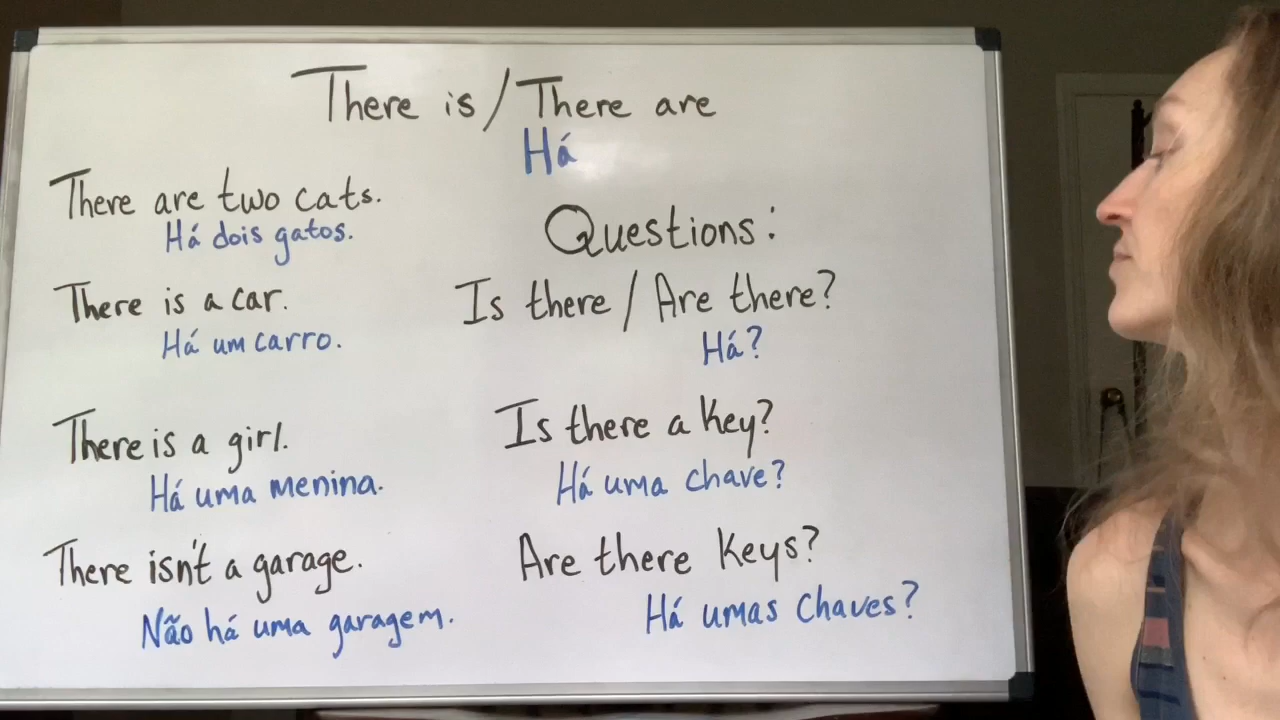 There is / There are
Há
There are two cats.
Há dois gatos.
There is a car.
Há um carro.
There is a girl.
Há uma menina.
There isn't a garage.
Não há uma garagem.
Questions:
Is there / Are there?
Há?
Is there a key?
Há uma chave?
Are there keys?
Há umas chaves?